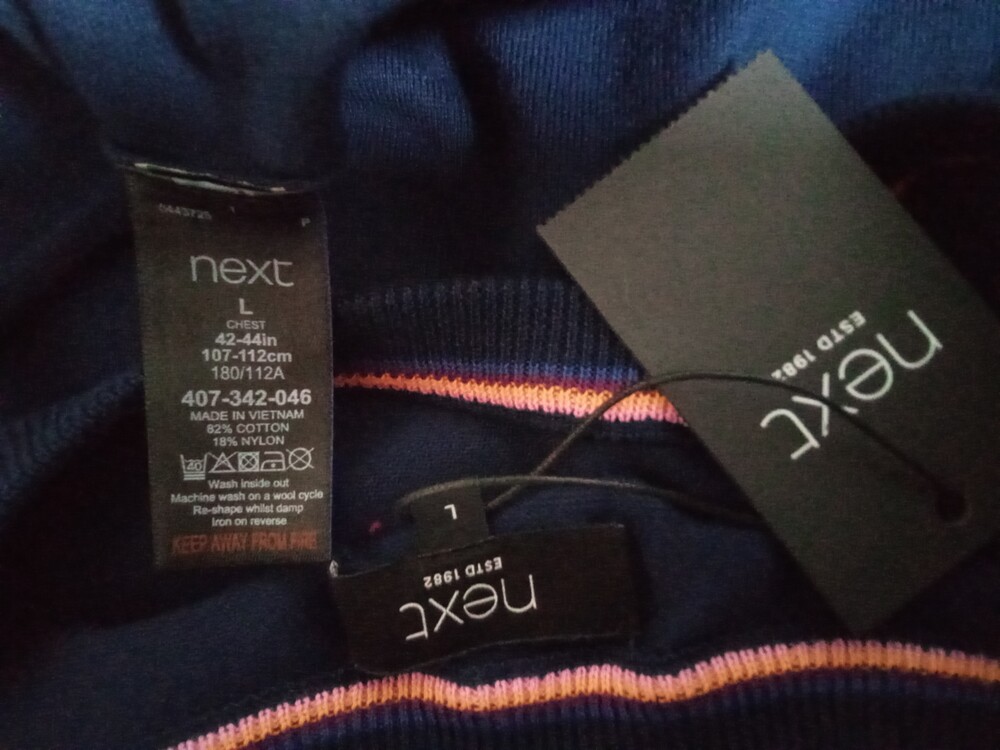 P
next
L
CHEST
42-44in
107-112cm
180/112A
407-342-046
MADE IN VIETNAM
82% COTTON
18% NYLON
40
Wash inside out
Machine wash on a wool cycle
Re-shape whilst damp
Iron on reverse
KEEP AWAY FROM FIRE
next
ESTD 1982
L
next
ESTD 1982